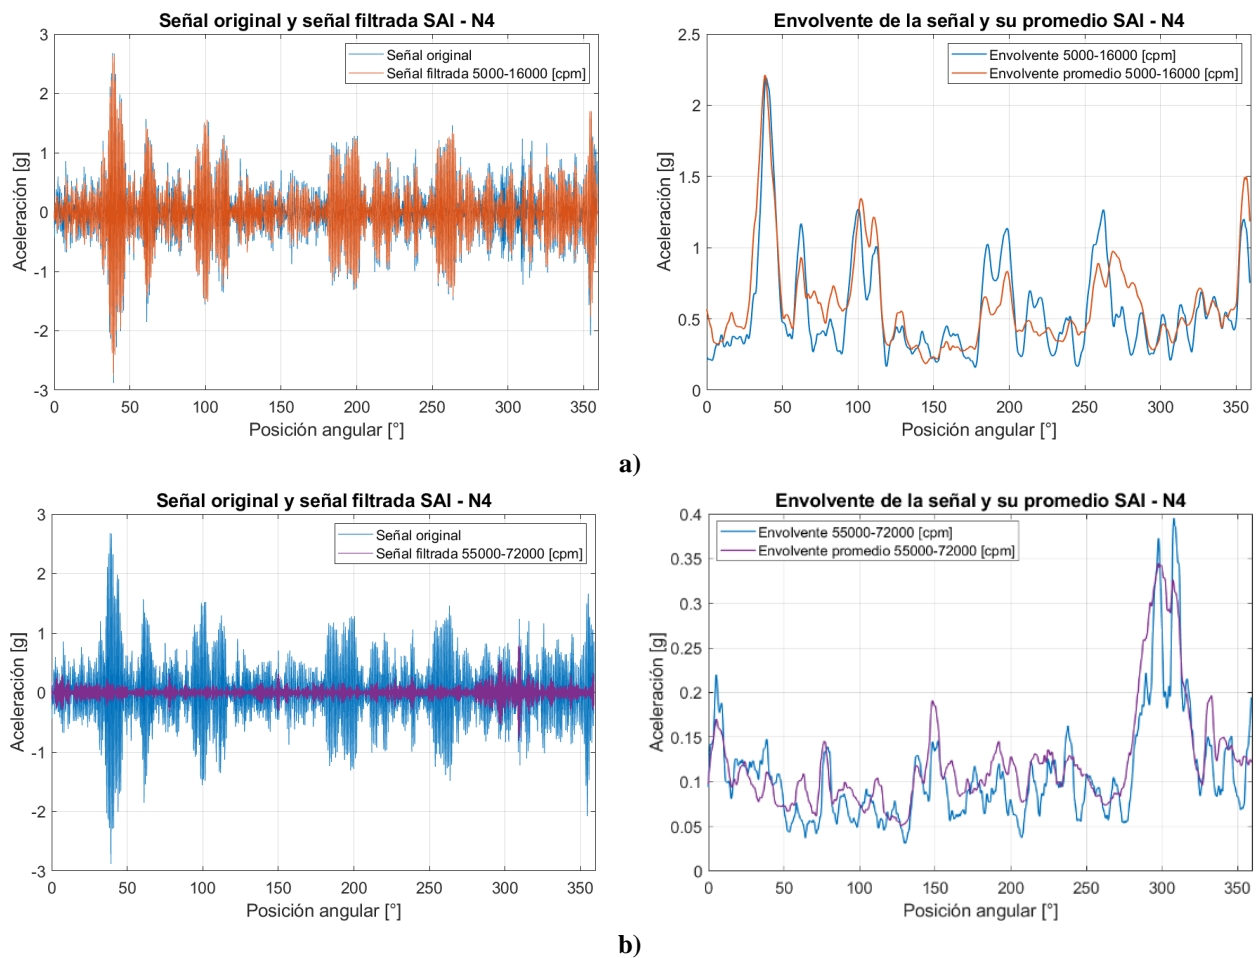 Señal original y señal filtrada SAI - N4
Señal original
Señal filtrada 5000-16000 [cpm]
Aceleración [g]
3
2
1
0
-1
-2
-3
0 50 100 150 200 250 300 350
Posición angular [°]
Envolvente de la señal y su promedio SAI - N4
Envolvente 5000-16000 [cpm]
Envolvente promedio 5000-16000 [cpm]
Aceleración [g]
2.5
2
1.5
1
0.5
0
0 50 100 150 200 250 300 350
Posición angular [°]
a)
Señal original y señal filtrada SAI - N4
Señal original
Señal filtrada 55000-72000 [cpm]
Aceleración [g]
3
2
1
0
-1
-2
-3
0 50 100 150 200 250 300 350
Posición angular [°]
Envolvente de la señal y su promedio SAI - N4
Envolvente 55000-72000 [cpm]
Envolvente promedio 55000-72000 [cpm]
Aceleración [g]
0.4
0.35
0.3
0.25
0.2
0.15
0.1
0.05
0
0 50 100 150 200 250 300 350
Posición angular [°]
b)